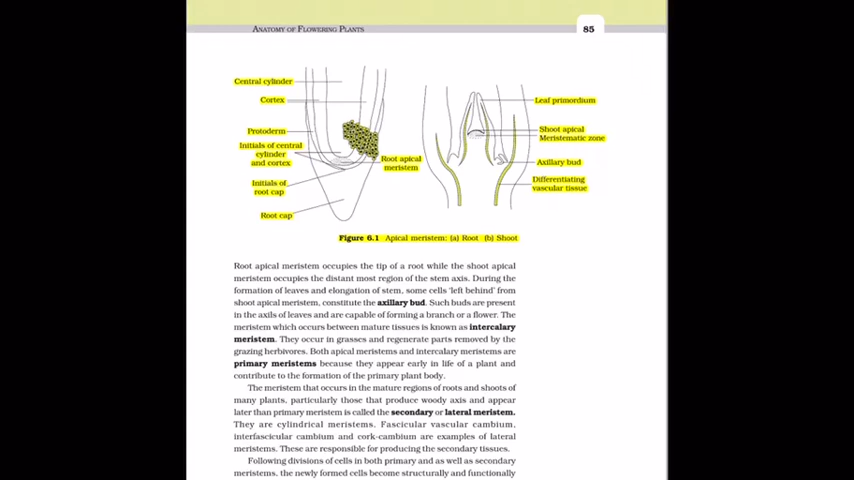 ANATOMY OF FLOWERING PLANTS
85
Central cylinder
Cortex
Protoderm
Initials of central
cylinder
and cortex
Initials of
root cap
Root cap
Root apical
meristem
Leaf primordium
Shoot apical
Meristematic zone
Axillary bud
Differentiating
vascular tissue
Figure 6.1 Apical meristem: (a) Root (b) Shoot
Root apical meristem occupies the tip of a root while the shoot apical
meristem occupies the distant most region of the stem axis. During the
formation of leaves and elongation of stem, some cells 'left behind' from
shoot apical meristem, constitute the axillary bud. Such buds are present
in the axils of leaves and are capable of forming a branch or a flower. The
meristem which occurs between mature tissues is known as intercalary
meristem. They occur in grasses and regenerate parts removed by the
grazing herbivores. Both apical meristems and intercalary meristems are
primary meristems because they appear early in life of a plant and
contribute to the formation of the primary plant body.
The meristem that occurs in the mature regions of roots and shoots of
many plants, particularly those that produce woody axis and appear
later than primary meristem is called the secondary or lateral meristem.
They are cylindrical meristems. Fascicular vascular cambium,
interfascicular cambium and cork-cambium are examples of lateral
meristems. These are responsible for producing the secondary tissues.
Following divisions of cells in both primary and as well as secondary
meristems, the newly formed cells become structurally and functionally